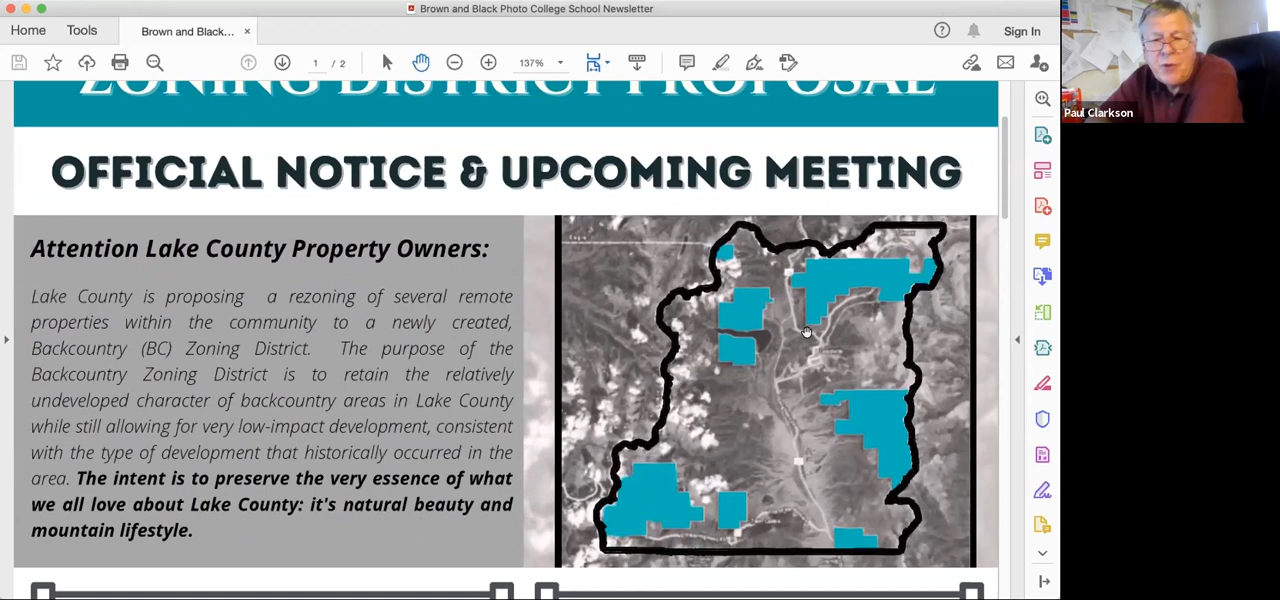 Brown and Black Photo College School Newsletter
Home
Tools
Brown and Black...
Sign In
1 / 2
137%
ZONING DISTRICT PROPOSAL
OFFICIAL NOTICE & UPCOMING MEETING
Attention Lake County Property Owners:
Lake County is proposing a rezoning of several remote
properties within the community to a newly created,
Backcountry (BC) Zoning District. The purpose of the
Backcountry Zoning District is to retain the relatively
undeveloped character of backcountry areas in Lake County
while still allowing for very low-impact development, consistent
with the type of development that historically occurred in the
area. The intent is to preserve the very essence of what
we all love about Lake County: it's natural beauty and
mountain lifestyle.
Paul Clarkson